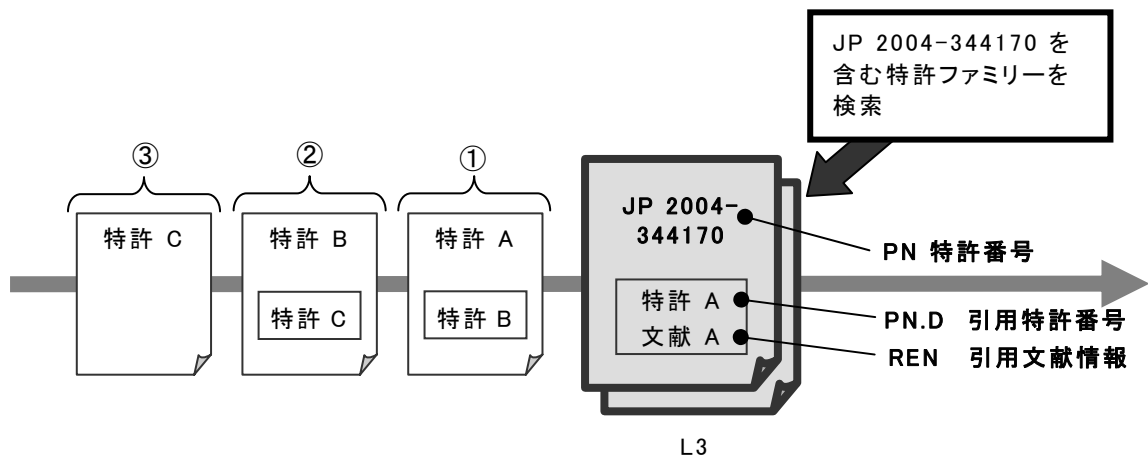 JP 2004-344170 を
含む特許ファミリーを
検索
③
②
①
特許 C
特許 B
特許 C
特許 A
特許 B
JP 2004-
344170
特許 A
文献 A
PN 特許番号
PN.D 引用特許番号
REN 引用文献情報
L3